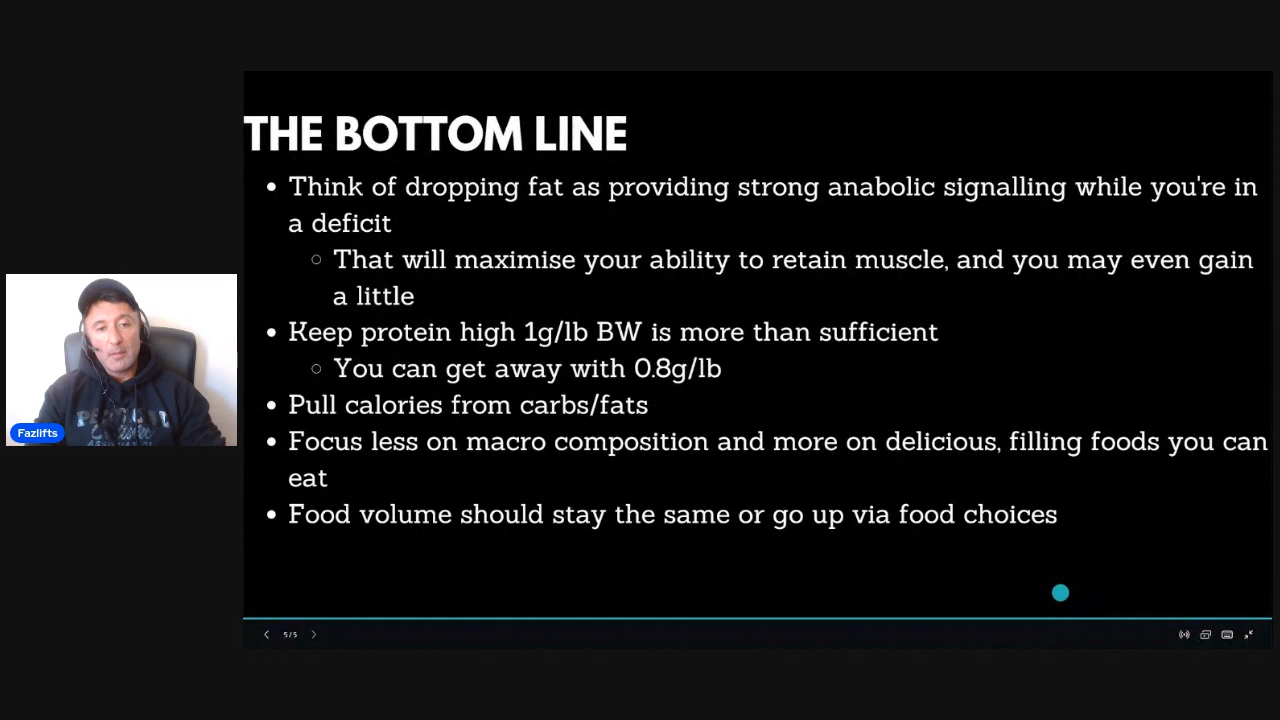 THE BOTTOM LINE
Think of dropping fat as providing strong anabolic signalling while you're in
a deficit
That will maximise your ability to retain muscle, and you may even gain
a little
Keep protein high 1g/lb BW is more than sufficient
You can get away with 0.8g/lb
Pull calories from carbs/fats
Focus less on macro composition and more on delicious, filling foods you can
eat
Food volume should stay the same or go up via food choices
Fazlifts
5/5